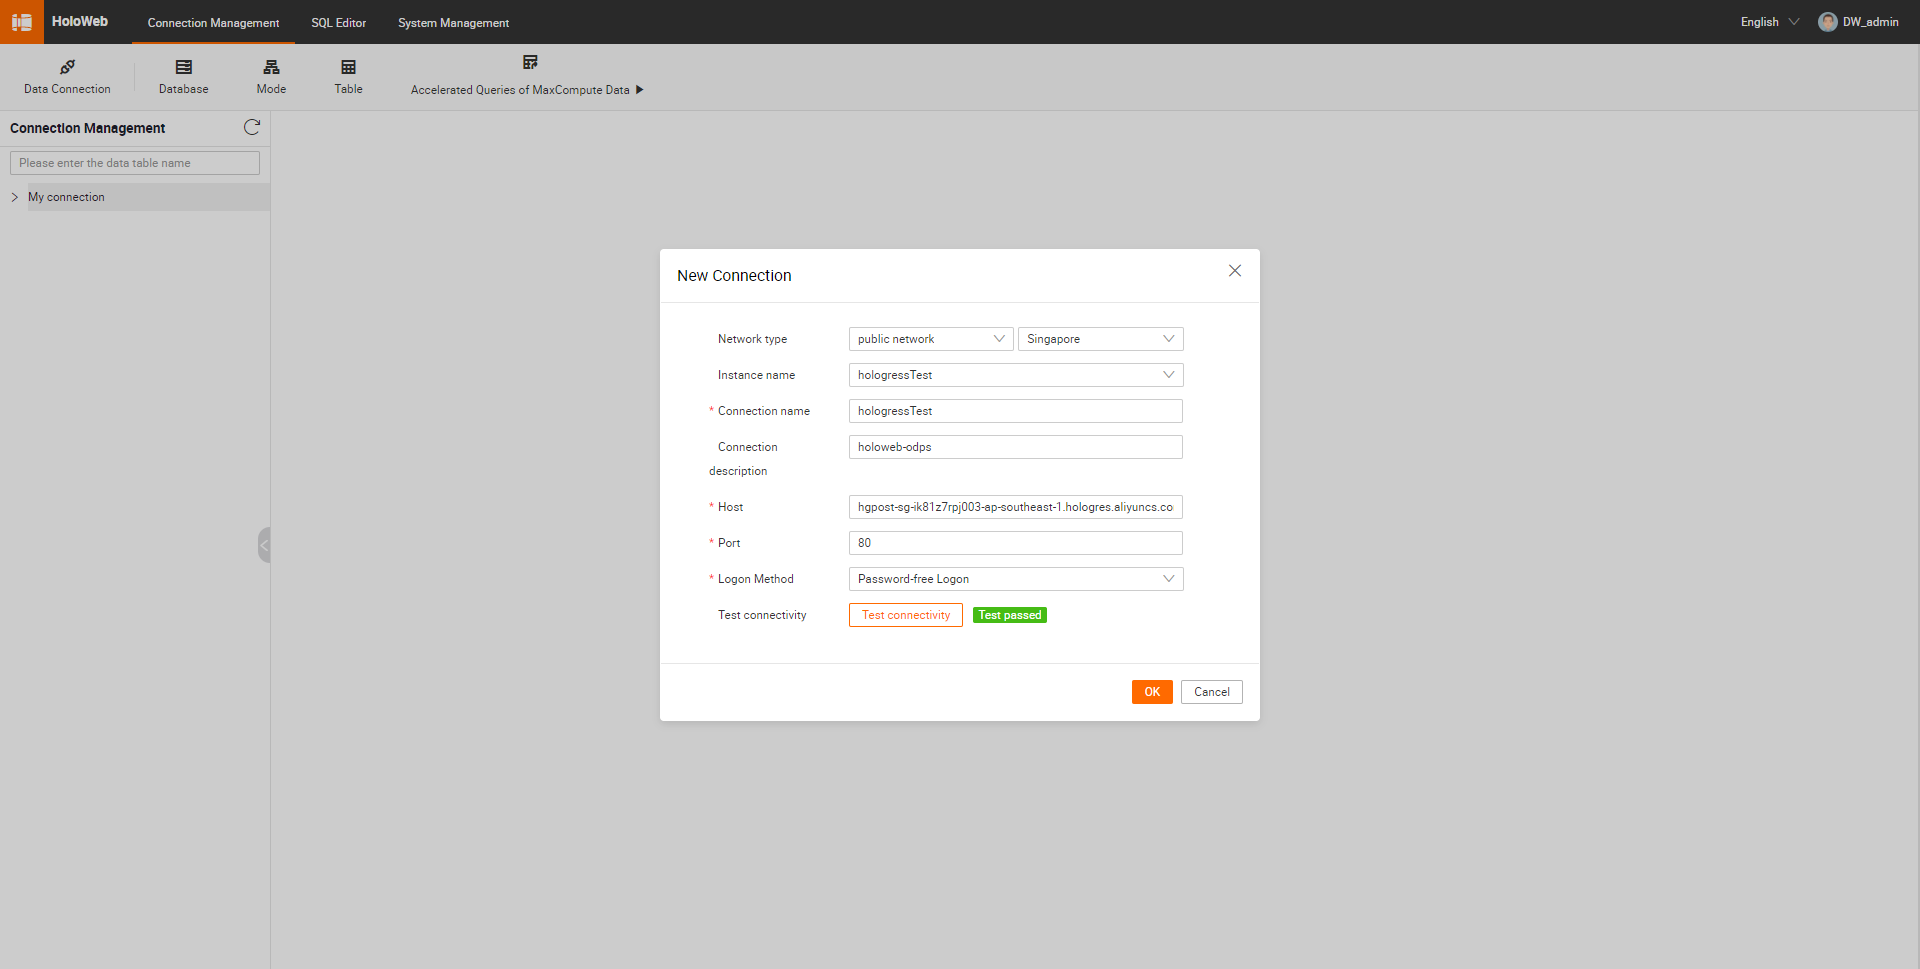 HoloWeb
Connection Management
SQL Editor
System Management
English
DW_admin
Data Connection
Database
Mode
Table
Accelerated Queries of MaxCompute Data
Connection Management
Please enter the data table name
My connection
New Connection
Network type
public network
Singapore
Instance name
hologressTest
* Connection name
hologressTest
Connection
description
holoweb-odps
* Host
hgpost-sg-ik81z7rpj003-ap-southeast-1.hologres.aliyuncs.co
* Port
80
* Logon Method
Password-free Logon
Test connectivity
Test connectivity
Test passed
OK
Cancel